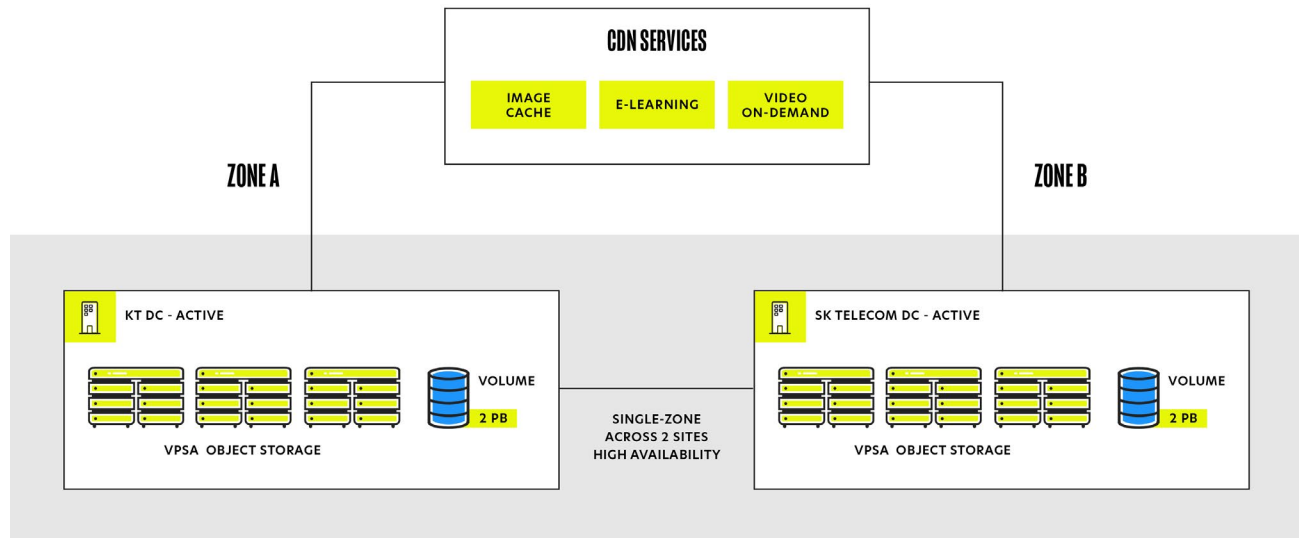 CDN SERVICES
IMAGE
CACHE
E-LEARNING
VIDEO
ON-DEMAND
ZONE A
ZONE B
KT DC - ACTIVE
VOLUME
2 PB
VPSA OBJECT STORAGE
SINGLE-ZONE
ACROSS 2 SITES
HIGH AVAILABILITY
SK TELECOM DC - ACTIVE
VOLUME
2 PB
VPSA OBJECT STORAGE